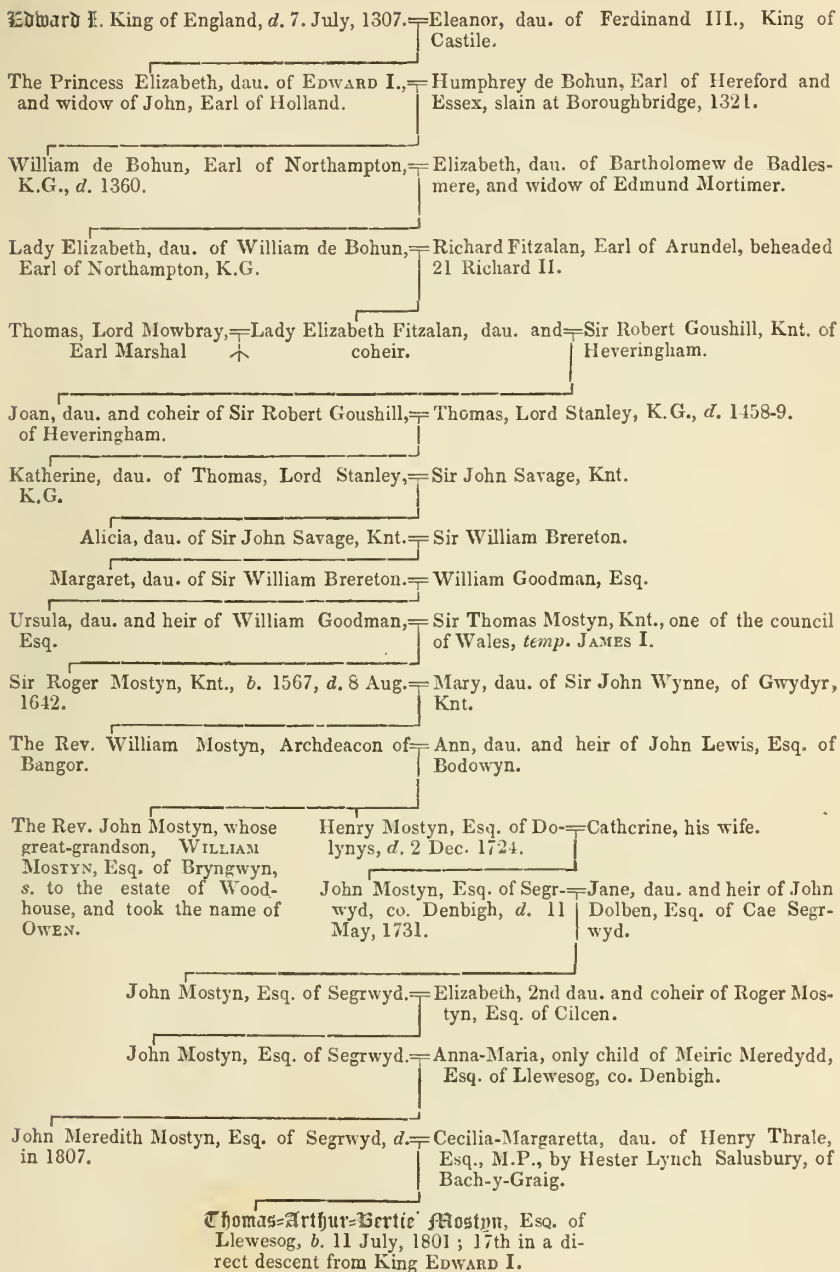 Edward I. King of England, d. 7. July, 1307.
Eleanor, dau. of Ferdinand III., King of
Castile.
The Princess Elizabeth, dau. of EDWARD I.,
and widow of John, Earl of Holland.
Humphrey de Bohun, Earl of Hereford and
Essex, slain at Boroughbridge, 1321.
William de Bohun, Earl of Northampton,
K.G., d. 1360.
Elizabeth, dau. of Bartholomew de Badles-
mere, and widow of Edmund Mortimer.
Lady Elizabeth, dau. of William de Bohun,
Earl of Northampton, K.G.
Richard Fitzalan, Earl of Arundel, beheaded
21 Richard II.
Thomas, Lord Mowbray,
Earl Marshal
Lady Elizabeth Fitzalan, dau. and
coheir.
Sir Robert Goushill, Knt. of
Heveringham.
Joan, dau. and coheir of Sir Robert Goushill,
of Heveringham.
Thomas, Lord Stanley, K.G., d. 1458-9.
Katherine, dau. of Thomas, Lord Stanley,
K.G.
Sir John Savage, Knt.
Alicia, dau. of Sir John Savage, Knt.
Sir William Brereton.
Margaret, dau. of Sir William Brereton.
William Goodman, Esq.
Ursula, dau. and heir of William Goodman,
Esq.
Sir Thomas Mostyn, Knt., one of the council
of Wales, temp. JAMES I.
Sir Roger Mostyn, Knt., b. 1567, d. 8 Aug.
1642.
Mary, dau. of Sir John Wynne, of Gwydyr,
Knt.
The Rev. William Mostyn, Archdeacon of
Bangor.
Ann, dau. and heir of John Lewis, Esq. of
Bodowyn.
The Rev. John Mostyn, whose
great-grandson, WILLIAM
MOSTYN, Esq. of Bryngwyn,
s. to the estate of Wood-
house, and took the name of
OWEN.
Henry Mostyn, Esq. of Do-
lynys, d. 2 Dec. 1724.
Catherine, his wife.
John Mostyn, Esq. of Segr-
wyd, co. Denbigh, d. 11
May, 1731.
Jane, dau. and heir of John
Dolben, Esq. of Cae Segr-
wyd.
John Mostyn, Esq. of Segrwyd.
Elizabeth, 2nd dau. and coheir of Roger Mos-
tyn, Esq. of Cilcen.
John Mostyn, Esq. of Segrwyd.
Anna-Maria, only child of Meiric Meredydd,
Esq. of Llewesog, co. Denbigh.
John Meredith Mostyn, Esq. of Segrwyd, d.
in 1807.
Cecilia-Margaretta, dau. of Henry Thrale,
Esq., M.P., by Hester Lynch Salusbury, of
Bach-y-Graig.
Thomas-Arthur-Bertie Mostyn, ESQ. of
Llewesog, b. 11 July, 1801 ; 17th in a di-
rect descent from King EDWARD I.